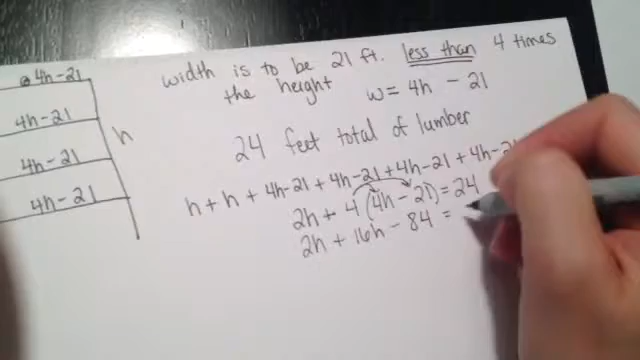 width is to be 21 ft. less than 4 times
the height w = 4h - 21
24 feet total of lumber
4h-21
4h-21
4h-21
4h-21
h
h + h + 4h-21 + 4h-21 + 4h-21 + 4h-21
2h + 4(4h - 21) = 24
2h + 16h - 84 =